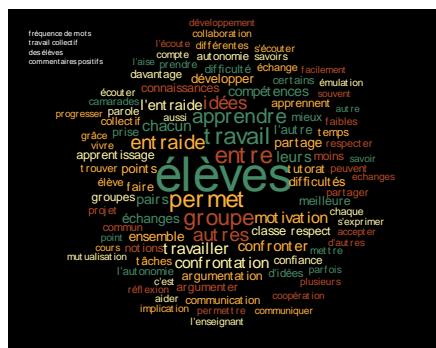 fréquence de mots
travail collectif
des élèves
commentaires positifs
développement
collaboration
l'écoute différentes s'écouter
compte autonomie savoirs
l'aise prendre difficulté échange facilement
davantage développer certains émulation
écouter connaissances compétences souvent
camarades l'entraide idées apprennent autre
progresser parole aussi apprendre mieux faibles
collectif chacun travail l'autre temps
grâce prise entraide partage respecter
vivre
apprentissage entre leurs moins savoir
trouver points élèves tutorat peuvent
élève faire difficultés échanges
groupes pairs permet meilleure partager
projet échanges groupe motivation chaque
s'exprimer
commun autres classe respect accepter
point ensemble confronter d'autres
cours notions travailler mettre
mutualisation tâches confrontation confiance
l'autonomie d'idées parfois
c'est argumentation plusieurs
réflexion argumenter
aider communication coopération
implication permettre communiquer
l'enseignant